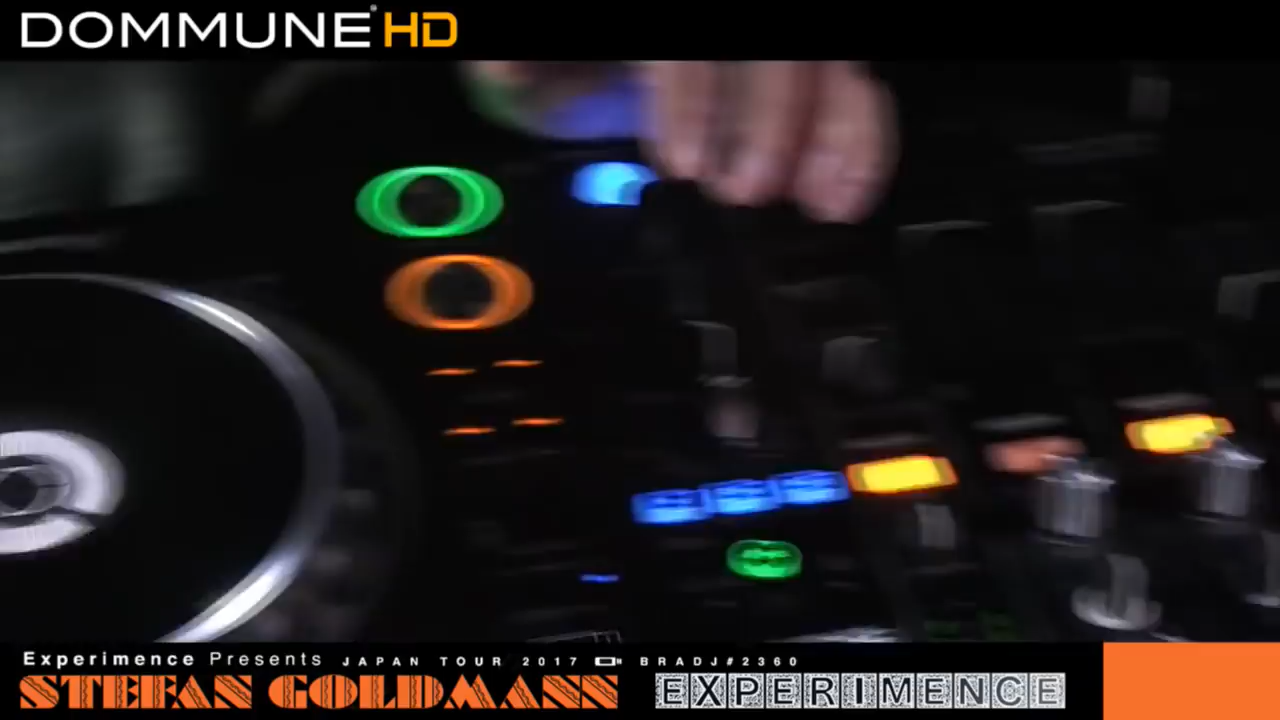 DOMMUNE® HD
Experimence Presents JAPAN TOUR 2017 BRADJ#2360
STEFAN GOLDMANN EXPERIMENCE